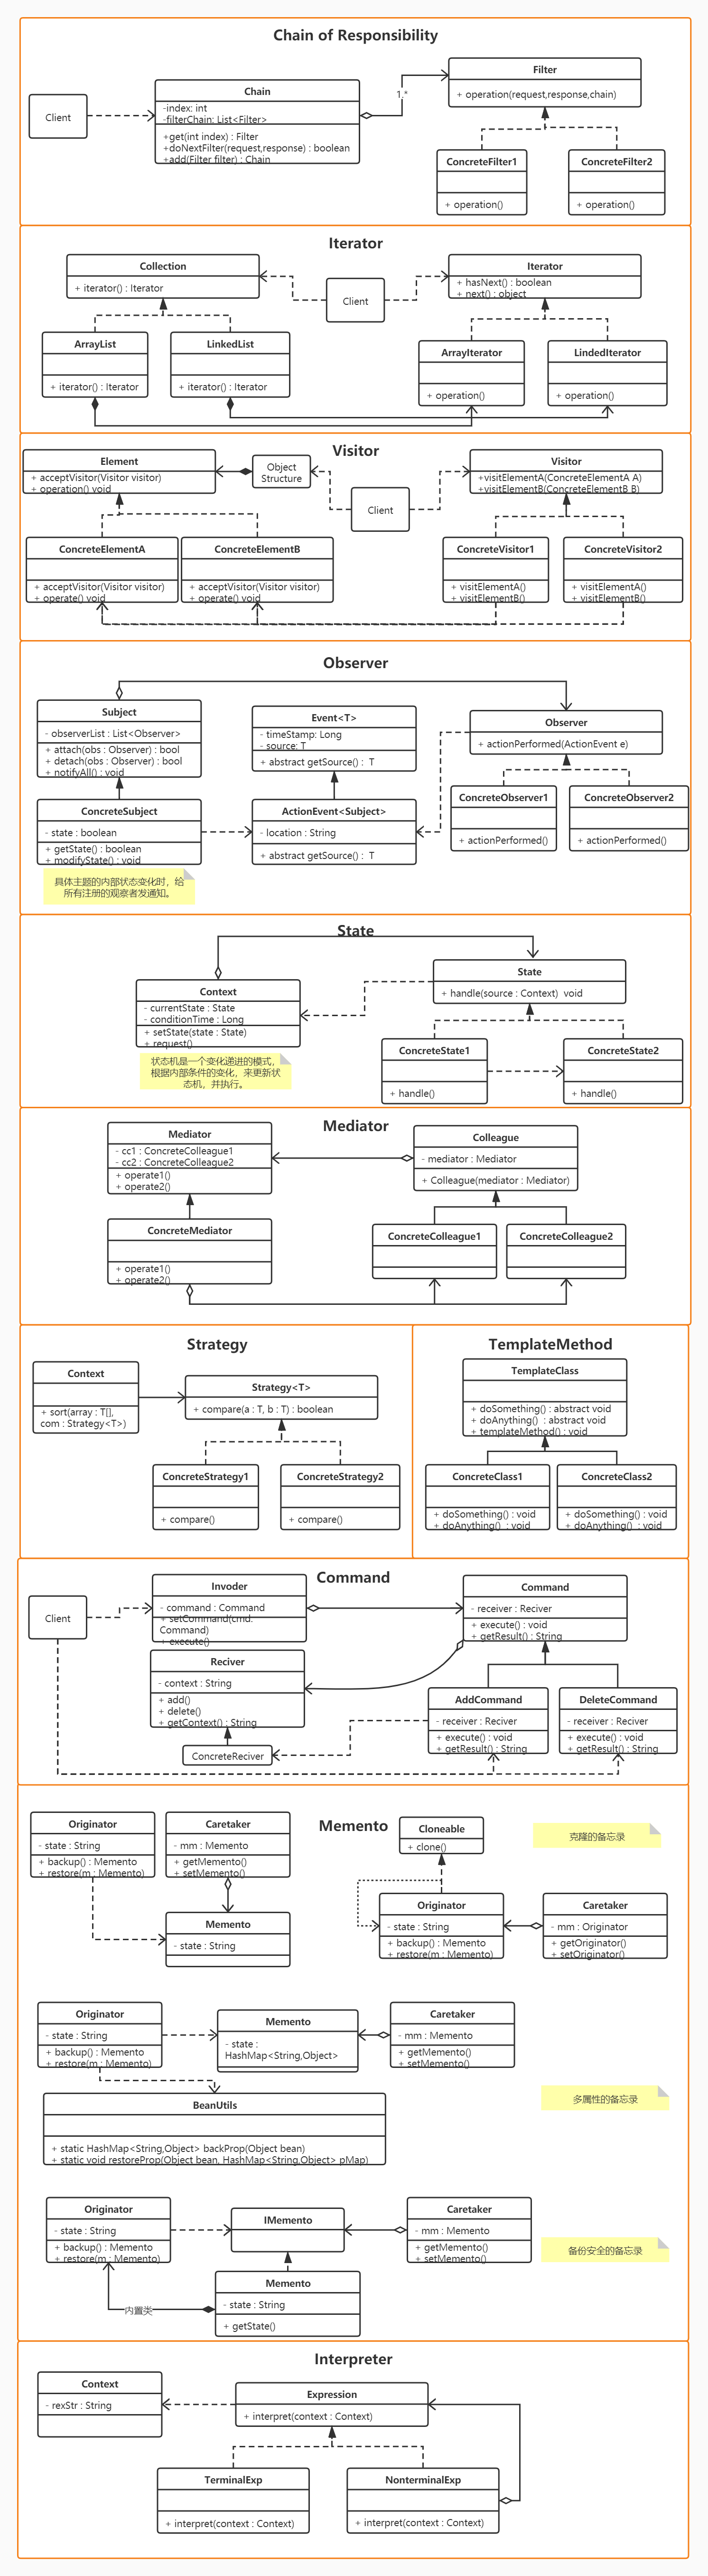 Chain of Responsibility
Client
Chain
-index: int
-filterChain: List<Filter>
+get(int index) : Filter
+doNextFilter(request,response) : boolean
+add(Filter filter) : Chain
1.*
Filter
+ operation(request,response,chain)
ConcreteFilter1
+ operation()
ConcreteFilter2
+ operation()
Iterator
Collection
+ iterator() : Iterator
Client
Iterator
+ hasNext() : boolean
+ next() : object
ArrayList
+ iterator() : Iterator
LinkedList
+ iterator() : Iterator
ArrayIterator
+ operation()
LindedIterator
+ operation()
Visitor
Element
+ acceptVisitor(Visitor visitor)
+ operation() void
Object
Structure
Client
Visitor
+visitElementA(ConcreteElementA A)
+visitElementB(ConcreteElementB B)
ConcreteElementA
+ acceptVisitor(Visitor visitor)
+ operate() void
ConcreteElementB
+ acceptVisitor(Visitor visitor)
+ operate() void
ConcreteVisitor1
+ visitElementA()
+ visitElementB()
ConcreteVisitor2
+ visitElementA()
+ visitElementB()
Observer
Subject
- observerList : List<Observer>
+ attach(obs : Observer) : bool
+ detach(obs : Observer) : bool
+ notifyAll() : void
Event<T>
- timeStamp: Long
- source: T
+ abstract getSource() :  T
Observer
+ actionPerformed(ActionEvent e)
ConcreteSubject
- state : boolean
+ getState() : boolean
+ modifyState() : void
ActionEvent<Subject>
- location : String
+ abstract getSource() :  T
ConcreteObserver1
+ actionPerformed()
ConcreteObserver2
+ actionPerformed()
具体主题的内部状态变化时，给
所有注册的观察者发通知。
State
Context
- currentState : State
- conditionTime : Long
+ setState(state : State)
+ request()
State
+ handle(source : Context)  void
ConcreteState1
+ handle()
ConcreteState2
+ handle()
状态机是一个变化递进的模式，
根据内部条件的变化，来更新状
态机，并执行。
Mediator
Mediator
- cc1 : ConcreteColleague1
- cc2 : ConcreteColleague2
+ operate1()
+ operate2()
Colleague
- mediator : Mediator
+ Colleague(mediator : Mediator)
ConcreteMediator
+ operate1()
+ operate2()
ConcreteColleague1
ConcreteColleague2
Strategy
Context
+ sort(array : T[],
com : Strategy<T>)
Strategy<T>
+ compare(a : T, b : T) : boolean
ConcreteStrategy1
+ compare()
ConcreteStrategy2
+ compare()
TemplateMethod
TemplateClass
+ doSomething() : abstract void
+ doAnything()  : abstract void
+ templateMethod() : void
ConcreteClass1
+ doSomething() : void
+ doAnything()  : void
ConcreteClass2
+ doSomething() : void
+ doAnything()  : void
Command
Client
Invoder
- command : Command
+ setCommand(cmd:
Command)
+ execute()
Command
- receiver : Reciver
+ execute() : void
+ getResult() : String
Reciver
- context : String
+ add()
+ delete()
+ getContext() : String
ConcreteReciver
AddCommand
- receiver : Reciver
+ execute() : void
+ getResult() : String
DeleteCommand
- receiver : Reciver
+ execute() : void
+ getResult() : String
Memento
Originator
- state : String
+ backup() : Memento
+ restore(m : Memento)
Caretaker
- mm : Memento
+ getMemento()
+ setMemento()
Memento
- state : String
Cloneable
+ clone()
克隆的备忘录
Originator
- state : String
+ backup() : Memento
+ restore(m : Memento)
Caretaker
- mm : Originator
+ getOriginator()
+ setOriginator()
Originator
- state : String
+ backup() : Memento
+ restore(m : Memento)
Memento
- state :
HashMap<String,Object>
Caretaker
- mm : Memento
+ getMemento()
+ setMemento()
BeanUtils
+ static HashMap<String,Object> backProp(Object bean)
+ static void restoreProp(Object bean, HashMap<String,Object> pMap)
多属性的备忘录
Originator
- state : String
+ backup() : Memento
+ restore(m : Memento)
IMemento
Caretaker
- mm : Memento
+ getMemento()
+ setMemento()
备份安全的备忘录
Memento
- state : String
+ getState()
内置类
Interpreter
Context
- rexStr : String
Expression
+ interpret(context : Context)
TerminalExp
+ interpret(context : Context)
NonterminalExp
+ interpret(context : Context)